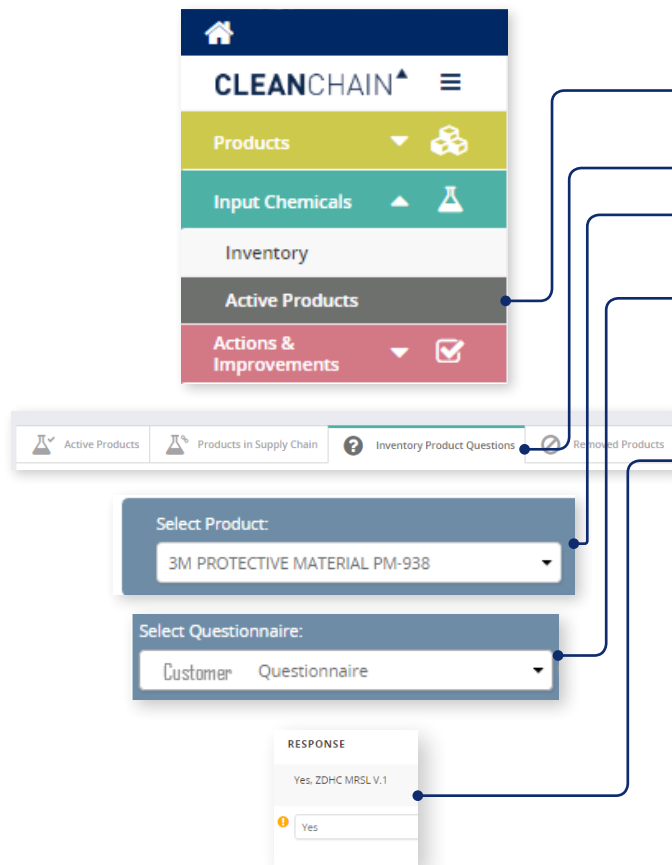 CLEANCHAIN
Products
Input Chemicals
Inventory
Active Products
Actions &
Improvements
Active Products
Products in Supply Chain
Inventory Product Questions
Removed Products
Select Product:
3M PROTECTIVE MATERIAL PM-938
Select Questionnaire:
Customer Questionnaire
RESPONSE
Yes, ZDHC MRSL V.1
Yes